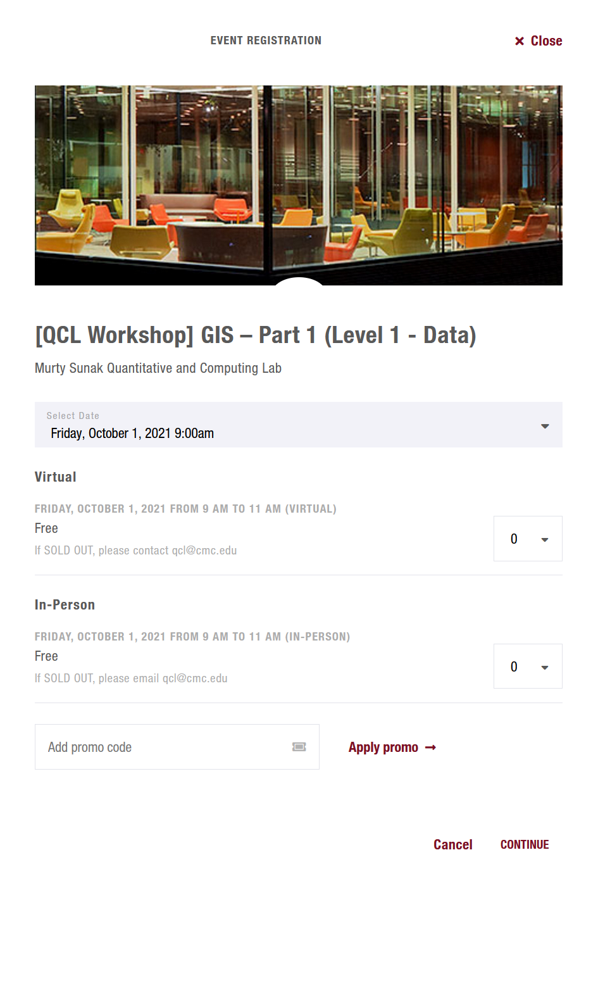 EVENT REGISTRATION
Close
[QCL Workshop] GIS – Part 1 (Level 1 - Data)
Murty Sunak Quantitative and Computing Lab
Select Date
Friday, October 1, 2021 9:00am
Virtual
FRIDAY, OCTOBER 1, 2021 FROM 9 AM TO 11 AM (VIRTUAL)
Free
If SOLD OUT, please contact qcl@cmc.edu
0
In-Person
FRIDAY, OCTOBER 1, 2021 FROM 9 AM TO 11 AM (IN-PERSON)
Free
If SOLD OUT, please email qcl@cmc.edu
0
Add promo code
Apply promo
Cancel
CONTINUE